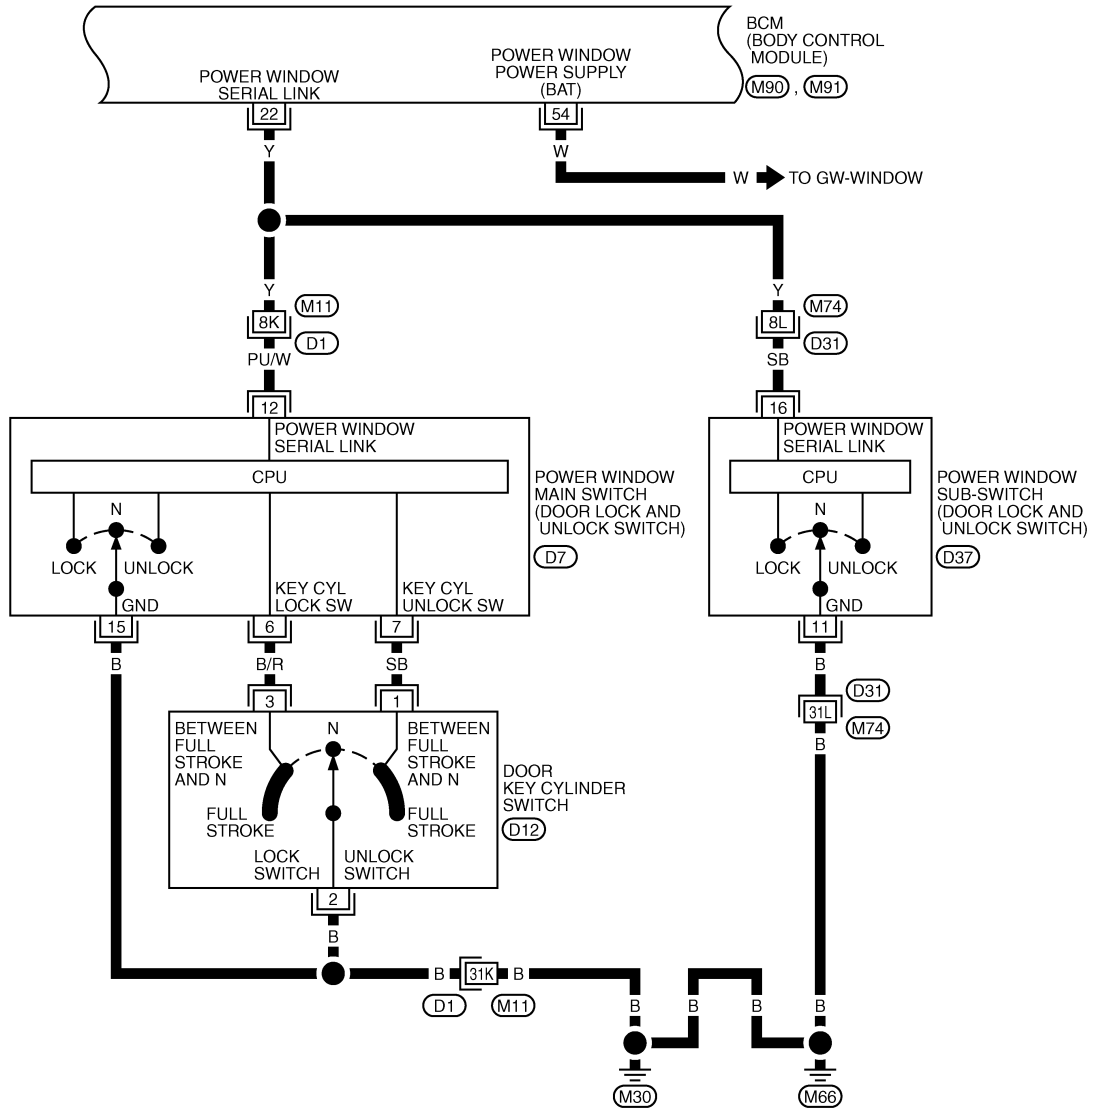 BCM
(BODY CONTROL
MODULE)
M90 , M91
POWER WINDOW
SERIAL LINK
POWER WINDOW
POWER SUPPLY
(BAT)
22
54
Y
W
W
TO GW-WINDOW
Y
Y
M11
M74
8K
8L
D1
D31
PU/W
SB
12
16
POWER WINDOW
SERIAL LINK
CPU
N
LOCK
UNLOCK
GND
KEY CYL
LOCK SW
KEY CYL
UNLOCK SW
POWER WINDOW
MAIN SWITCH
(DOOR LOCK AND
UNLOCK SWITCH)
D7
POWER WINDOW
SERIAL LINK
CPU
N
LOCK
UNLOCK
GND
POWER WINDOW
SUB-SWITCH
(DOOR LOCK AND
UNLOCK SWITCH)
D37
15
6
7
11
B
B/R
SB
B
3
1
D31
31L
M74
B
BETWEEN
FULL
STROKE
AND N
N
BETWEEN
FULL
STROKE
AND N
FULL
STROKE
FULL
STROKE
LOCK
SWITCH
UNLOCK
SWITCH
DOOR
KEY CYLINDER
SWITCH
D12
2
B
B
31K
B
D1
M11
B
B
B
B
M30
M66